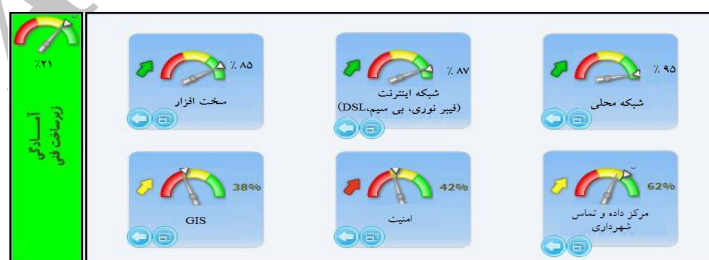 ٪۲۱
آمـــادگی
زیرساخت فنی
٪ ۹۵
شبکه محلی
٪ ۸۷
شبکه اینترنت
(فیبر نوری، بی سیم،DSL)
٪ ۸۵
سخت افزار
62%
مرکز داده و تماس
شهرداری
42%
امنیت
38%
GIS